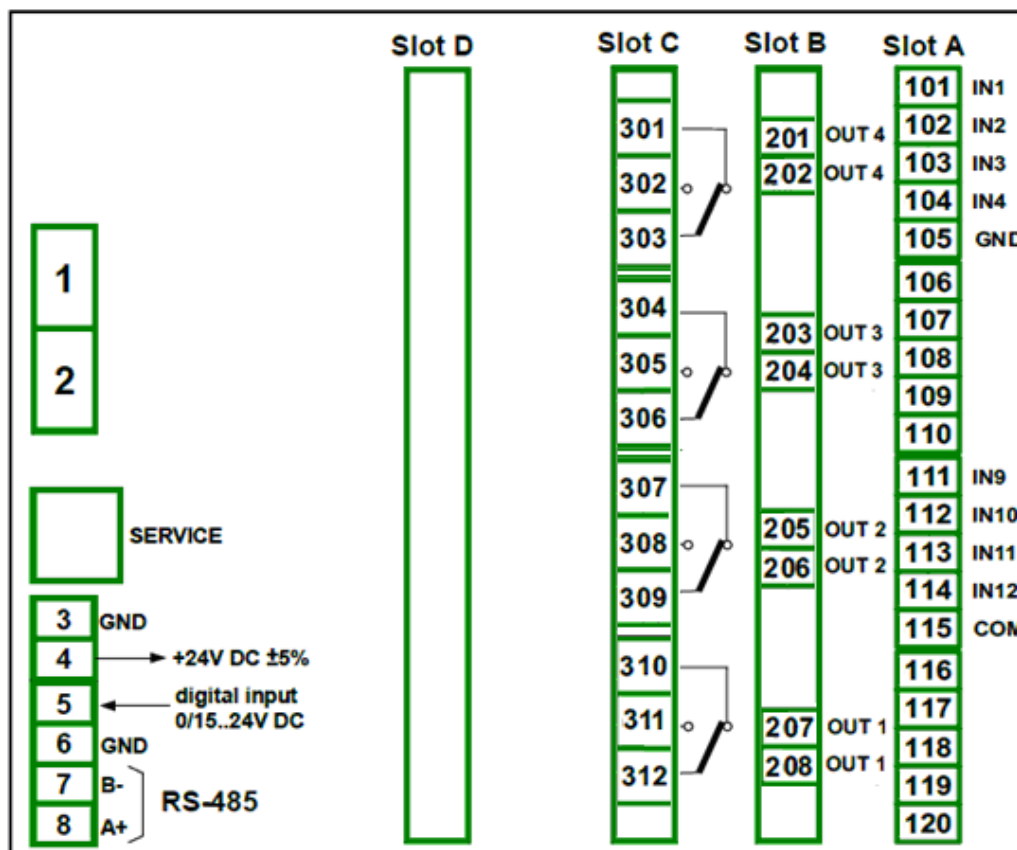 Slot D
Slot C
Slot B
Slot A
1
2
SERVICE
3 GND
4 +24V DC ±5%
5 digital input
0/15..24V DC
6 GND
7 B-
8 A+
RS-485
301
302
303
304
305
306
307
308
309
310
311
312
201 OUT 4
202 OUT 4
203 OUT 3
204 OUT 3
205 OUT 2
206 OUT 2
207 OUT 1
208 OUT 1
101 IN1
102 IN2
103 IN3
104 IN4
105 GND
106
107
108
109
110
111 IN9
112 IN10
113 IN11
114 IN12
115 COM
116
117
118
119
120